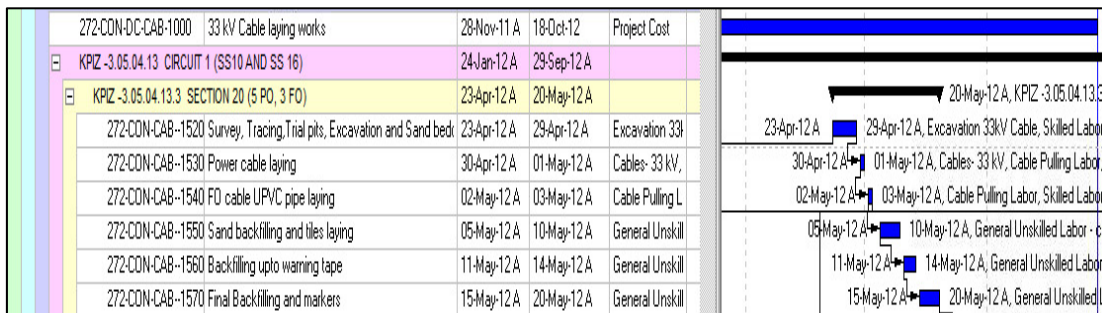 272-CON-DC-CAB-1000 33 kV Cable laying works 28-Nov-11 A 18-Oct-12 Project Cost
KPIZ -3.05.04.13 CIRCUIT 1 (SS10 AND SS 16) 24-Jan-12 A 29-Sep-12
KPIZ -3.05.04.13.3 SECTION 20 (5 PO, 3 FO) 23-Apr-12 A 20-May-12 A 20-May-12 A, KPIZ -3.05.04.13.3
272-CON-CAB--1520 Survey, Tracing,Trial pits, Excavation and Sand bed 23-Apr-12 A 29-Apr-12 A Excavation 33 23-Apr-12 A 29-Apr-12 A, Excavation 33kV Cable, Skilled Labor
272-CON-CAB--1530 Power cable laying 30-Apr-12 A 01-May-12 A Cables- 33 kV, 30-Apr-12 A 01-May-12 A, Cables- 33 kV, Cable Pulling Labor,
272-CON-CAB--1540 FO cable UPVC pipe laying 02-May-12 A 03-May-12 A Cable Pulling L 02-May-12 A 03-May-12 A, Cable Pulling Labor, Skilled Labor
272-CON-CAB--1550 Sand backfilling and tiles laying 05-May-12 A 10-May-12 A General Unskill 05-May-12 A 10-May-12 A, General Unskilled Labor - c
272-CON-CAB--1560 Backfilling upto warning tape 11-May-12 A 14-May-12 A General Unskill 11-May-12 A 14-May-12 A, General Unskilled Labor
272-CON-CAB--1570 Final Backfilling and markers 15-May-12 A 20-May-12 A General Unskill 15-May-12 A 20-May-12 A, General Unskilled L